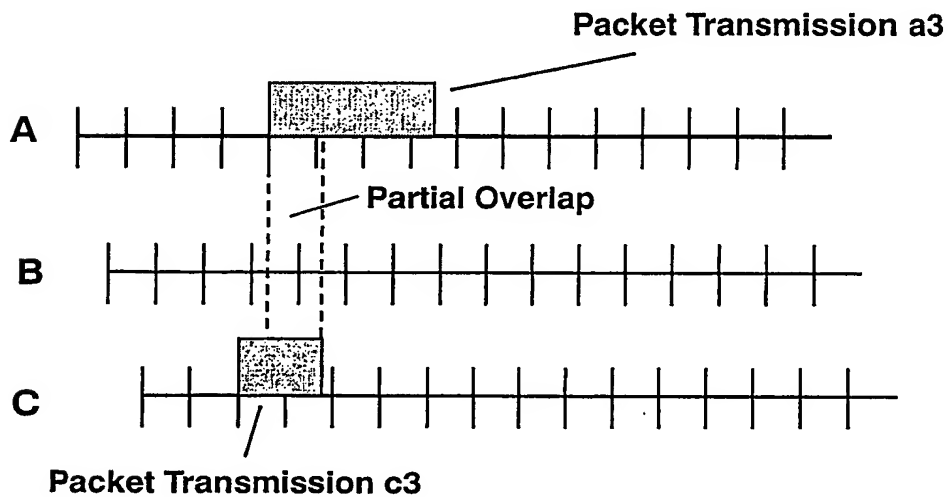 Packet Transmission a3
A
Partial Overlap
B
C
Packet Transmission c3